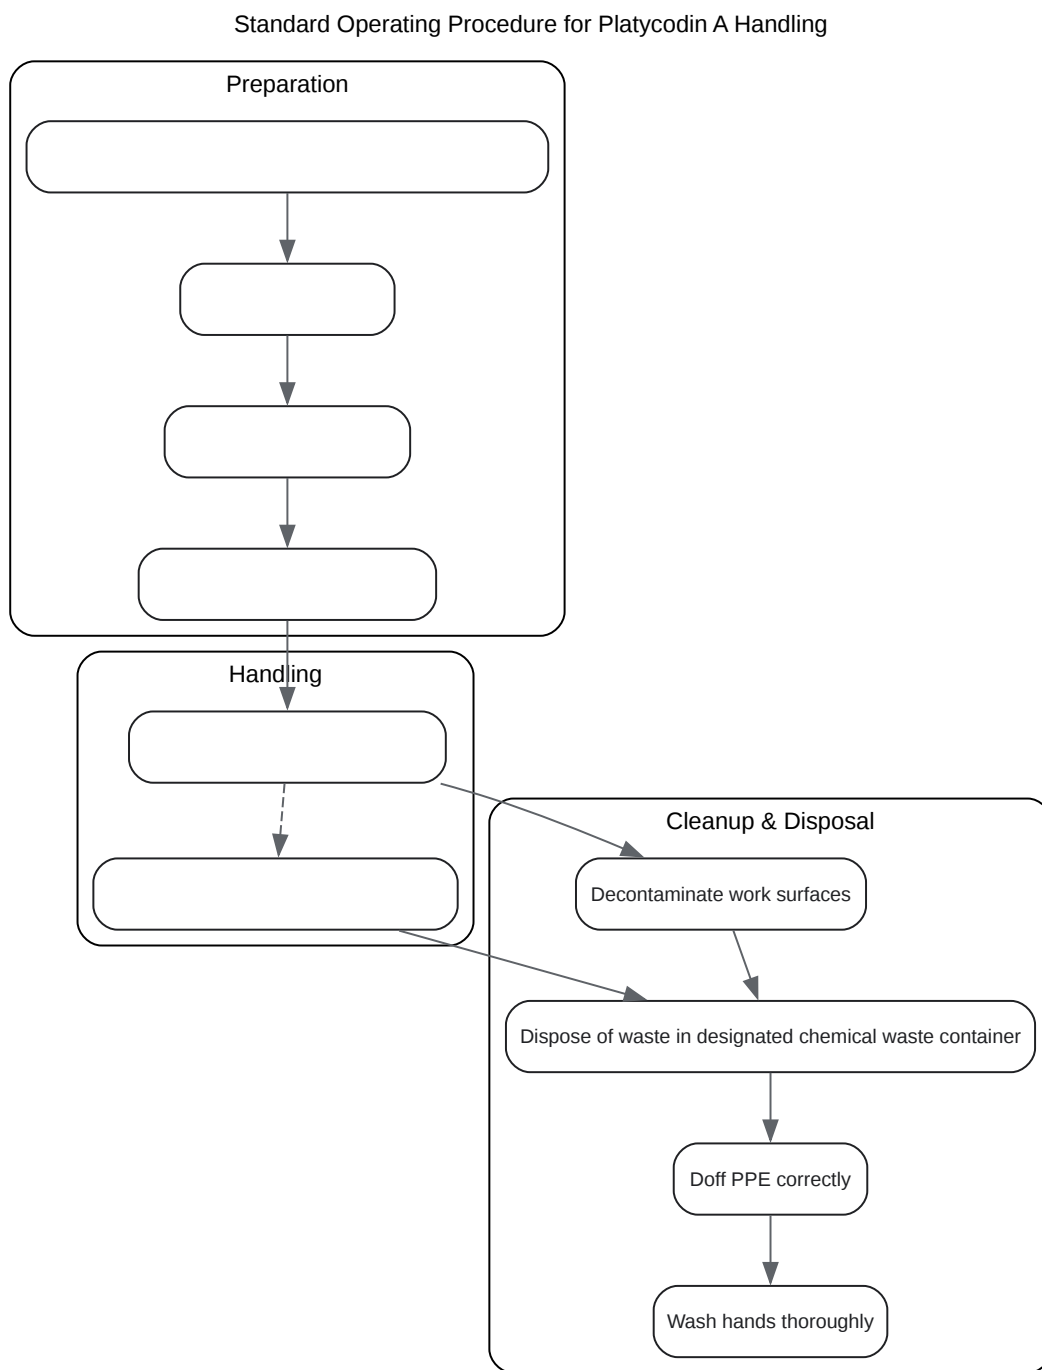 Standard Operating Procedure for Platycodin A Handling
Preparation
Handling
Cleanup & Disposal
Decontaminate work surfaces
Dispose of waste in designated chemical waste container
Doff PPE correctly
Wash hands thoroughly